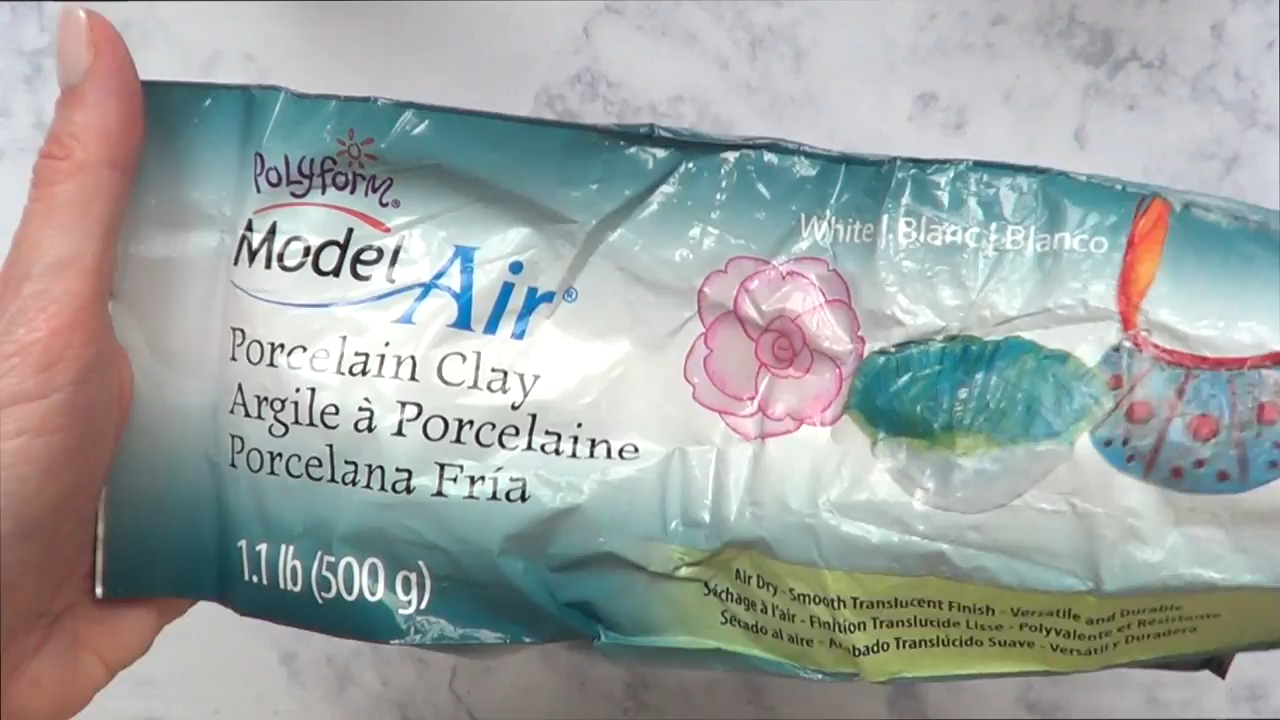 Polyform®
Model Air®
Porcelain Clay
Argile à Porcelaine
Porcelana Fría
1.1 lb (500 g)
White | Blanc | Blanco
Air Dry - Smooth Translucent Finish - Versatile and Durable
Séchage à l'air - Finition Translucide Lisse - Polyvalente et Résistante
Secado al aire - Acabado Translúcido Suave - Versátil y Duradera